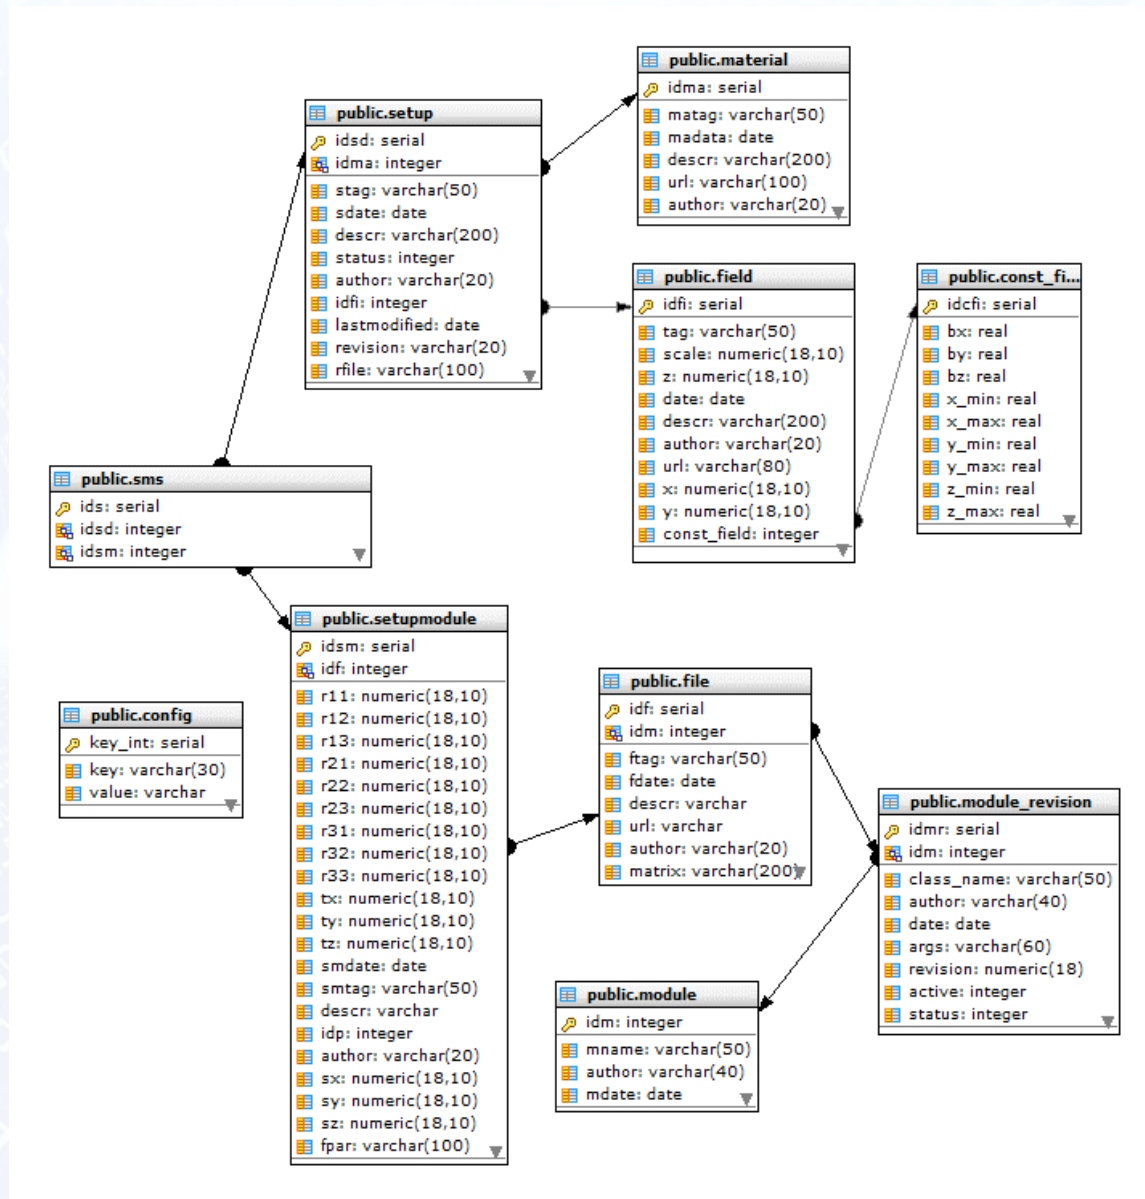 public.material
idma: serial
matag: varchar(50)
madata: date
descr: varchar(200)
url: varchar(100)
author: varchar(20)
public.setup
idsd: serial
idma: integer
stag: varchar(50)
sdate: date
descr: varchar(200)
status: integer
author: varchar(20)
idfi: integer
lastmodified: date
revision: varchar(20)
rfile: varchar(100)
public.field
idfi: serial
tag: varchar(50)
scale: numeric(18,10)
z: numeric(18,10)
date: date
descr: varchar(200)
author: varchar(20)
url: varchar(80)
x: numeric(18,10)
y: numeric(18,10)
const_field: integer
public.const_fi...
idcfi: serial
bx: real
by: real
bz: real
x_min: real
x_max: real
y_min: real
y_max: real
z_min: real
z_max: real
public.sms
ids: serial
idsd: integer
idsm: integer
public.setupmodule
idsm: serial
idf: integer
r11: numeric(18,10)
r12: numeric(18,10)
r13: numeric(18,10)
r21: numeric(18,10)
r22: numeric(18,10)
r23: numeric(18,10)
r31: numeric(18,10)
r32: numeric(18,10)
r33: numeric(18,10)
tx: numeric(18,10)
ty: numeric(18,10)
tz: numeric(18,10)
smdate: date
smtag: varchar(50)
descr: varchar
idp: integer
author: varchar(20)
sx: numeric(18,10)
sy: numeric(18,10)
sz: numeric(18,10)
fpar: varchar(100)
public.config
key_int: serial
key: varchar(30)
value: varchar
public.file
idf: serial
idm: integer
ftag: varchar(50)
fdate: date
descr: varchar
url: varchar
author: varchar(20)
matrix: varchar(200)
public.module_revision
idmr: serial
idm: integer
class_name: varchar(50)
author: varchar(40)
date: date
args: varchar(60)
revision: numeric(18)
active: integer
status: integer
public.module
idm: integer
mname: varchar(50)
author: varchar(40)
mdate: date